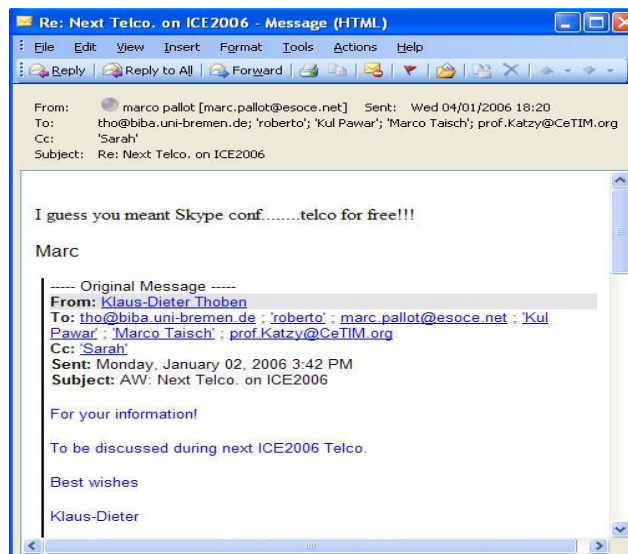 Re: Next Telco. on ICE2006 - Message (HTML)
File Edit View Insert Format Tools Actions Help
Reply Reply to All Forward
From: marco pallot [marc.pallot@esoce.net] Sent: Wed 04/01/2006 18:20
To: tho@biba.uni-bremen.de; 'roberto'; 'Kul Pawar'; 'Marco Taisch'; prof.Katzy@CeTIM.org
Cc: 'Sarah'
Subject: Re: Next Telco. on ICE2006
I guess you meant Skype conf........telco for free!!!
Marc
----- Original Message -----
From: Klaus-Dieter Thoben
To: tho@biba.uni-bremen.de ; 'roberto' ; marc.pallot@esoce.net ; 'Kul
Pawar' ; 'Marco Taisch' ; prof.Katzy@CeTIM.org
Cc: 'Sarah'
Sent: Monday, January 02, 2006 3:42 PM
Subject: AW: Next Telco. on ICE2006
For your information!
To be discussed during next ICE2006 Telco.
Best wishes
Klaus-Dieter